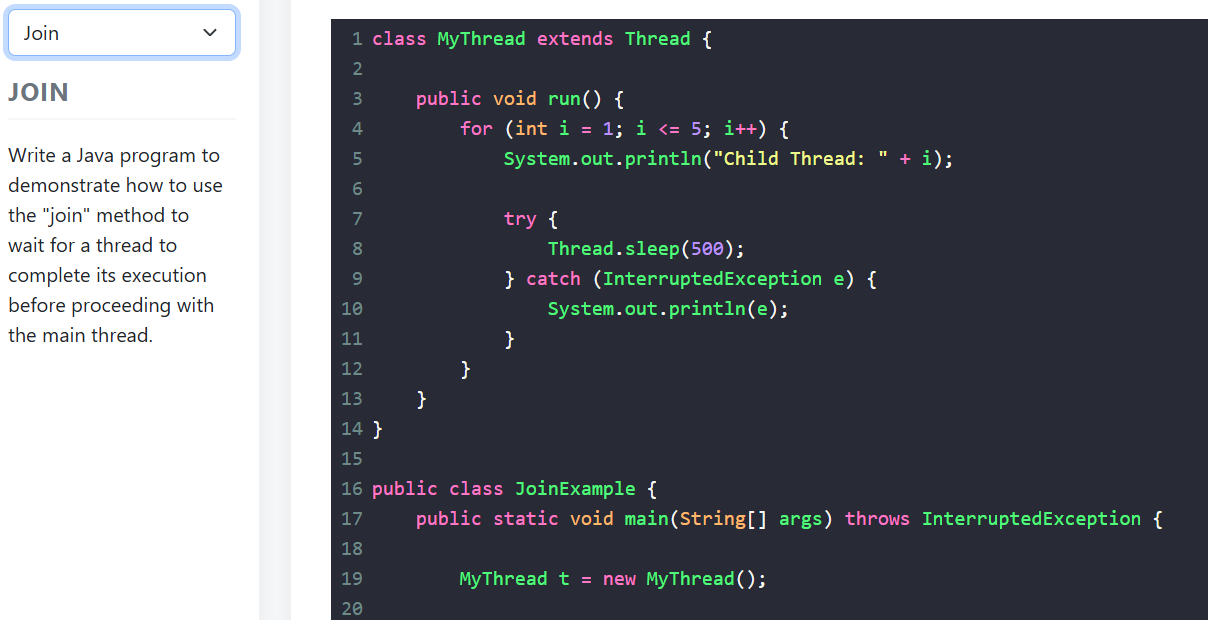 Join
JOIN
Write a Java program to
demonstrate how to use
the "join" method to
wait for a thread to
complete its execution
before proceeding with
the main thread.
1 class MyThread extends Thread {
2
3     public void run() {
4         for (int i = 1; i <= 5; i++) {
5             System.out.println("Child Thread: " + i);
6
7             try {
8                 Thread.sleep(500);
9             } catch (InterruptedException e) {
10                 System.out.println(e);
11             }
12         }
13     }
14 }
15
16 public class JoinExample {
17     public static void main(String[] args) throws InterruptedException {
18
19         MyThread t = new MyThread();
20